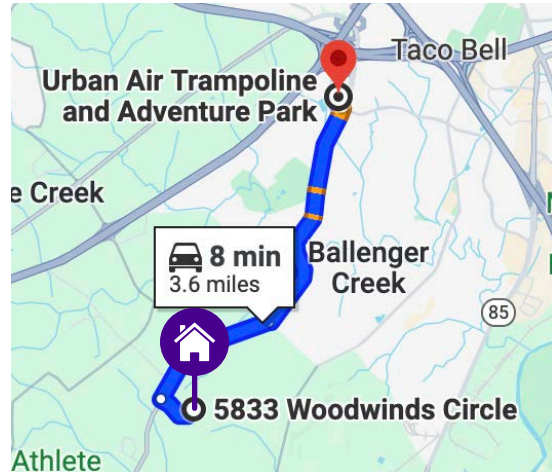 Taco Bell
Urban Air Trampoline
and Adventure Park
e Creek
8 min
3.6 miles
Ballenger
Creek
85
5833 Woodwinds Circle
Athlete